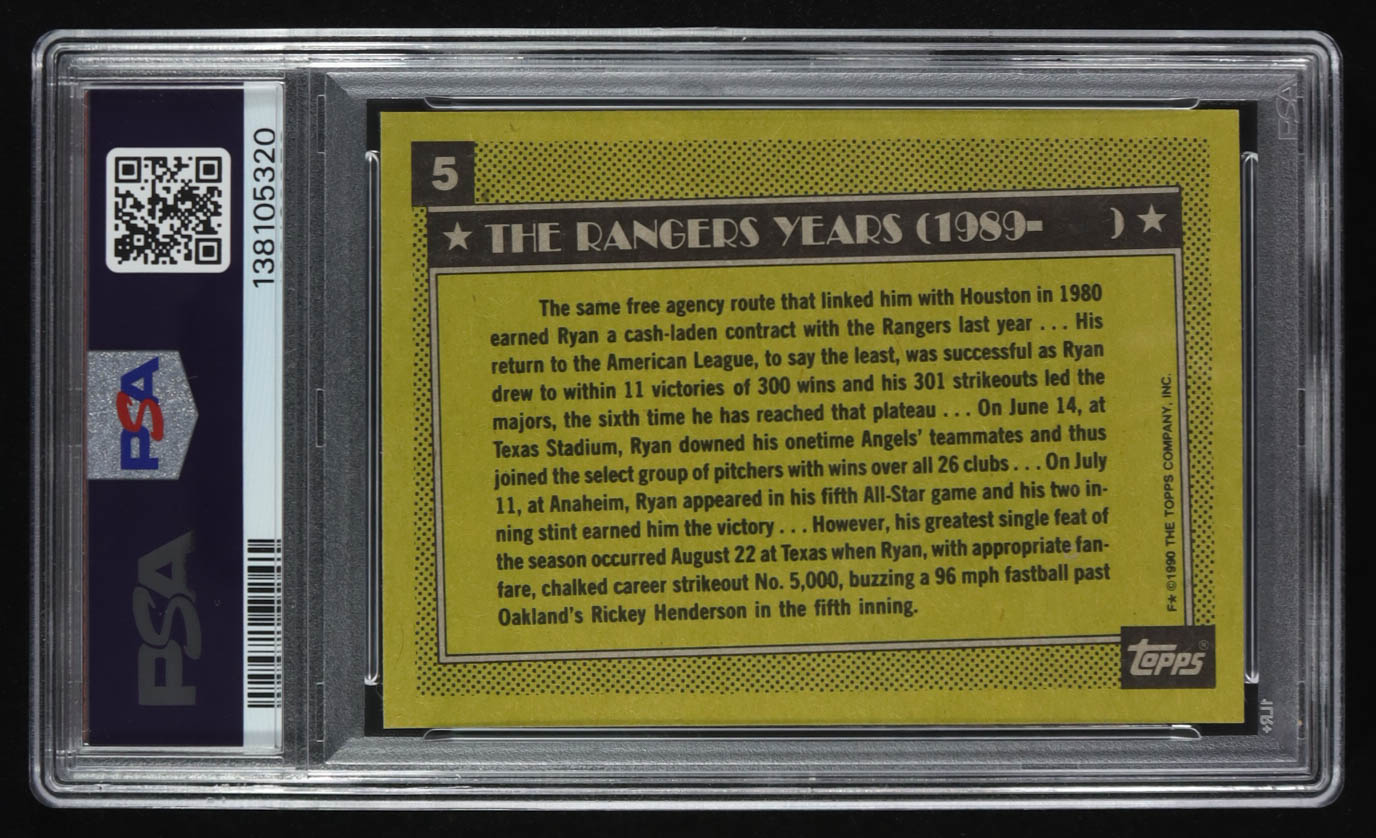 138105320
PSA
PSA
5
★ THE RANGERS YEARS (1989- ) ★
The same free agency route that linked him with Houston in 1980
earned Ryan a cash-laden contract with the Rangers last year . . . His
return to the American League, to say the least, was successful as Ryan
drew to within 11 victories of 300 wins and his 301 strikeouts led the
majors, the sixth time he has reached that plateau . . . On June 14, at
Texas Stadium, Ryan downed his onetime Angels' teammates and thus
joined the select group of pitchers with wins over all 26 clubs . . . On July
11, at Anaheim, Ryan appeared in his fifth All-Star game and his two in-
ning stint earned him the victory . . . However, his greatest single feat of
the season occurred August 22 at Texas when Ryan, with appropriate fan-
fare, chalked career strikeout No. 5,000, buzzing a 96 mph fastball past
Oakland's Rickey Henderson in the fifth inning.
F★ © 1990 THE TOPPS COMPANY, INC.
TOPPS®
PSA